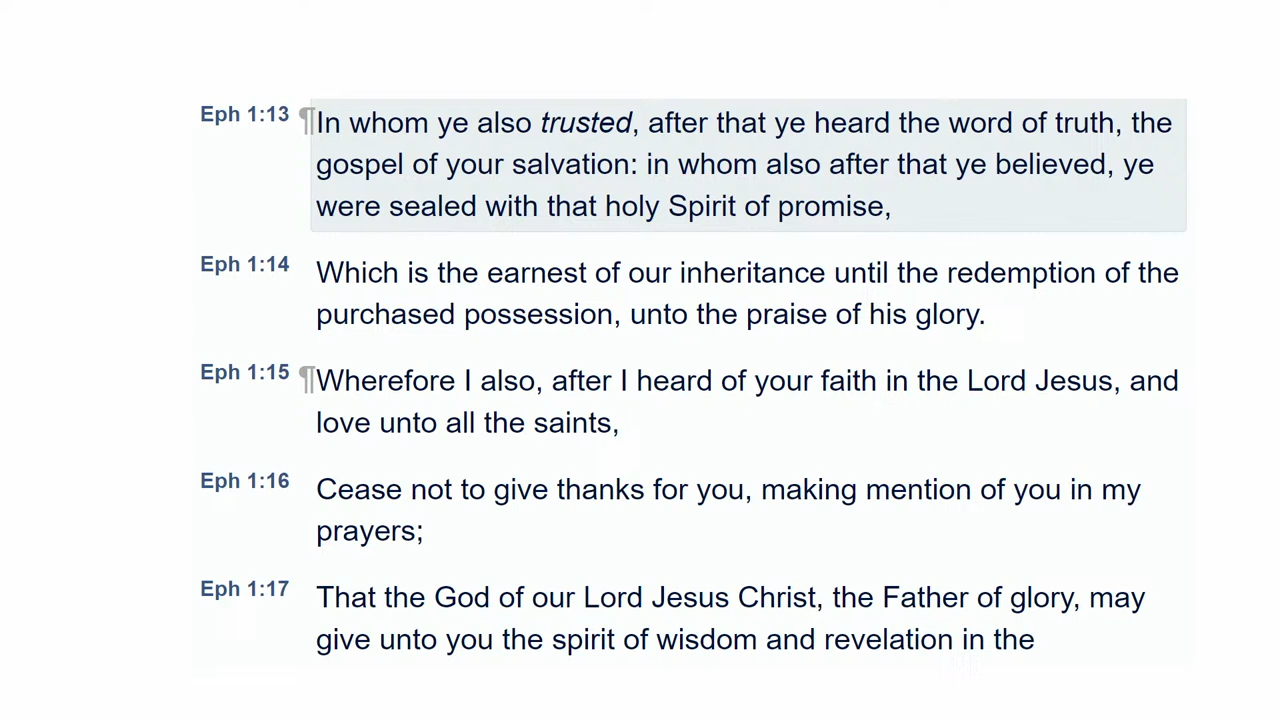 Eph 1:13 ¶In whom ye also trusted, after that ye heard the word of truth, the
gospel of your salvation: in whom also after that ye believed, ye
were sealed with that holy Spirit of promise,
Eph 1:14 Which is the earnest of our inheritance until the redemption of the
purchased possession, unto the praise of his glory.
Eph 1:15 ¶Wherefore I also, after I heard of your faith in the Lord Jesus, and
love unto all the saints,
Eph 1:16 Cease not to give thanks for you, making mention of you in my
prayers;
Eph 1:17 That the God of our Lord Jesus Christ, the Father of glory, may
give unto you the spirit of wisdom and revelation in the